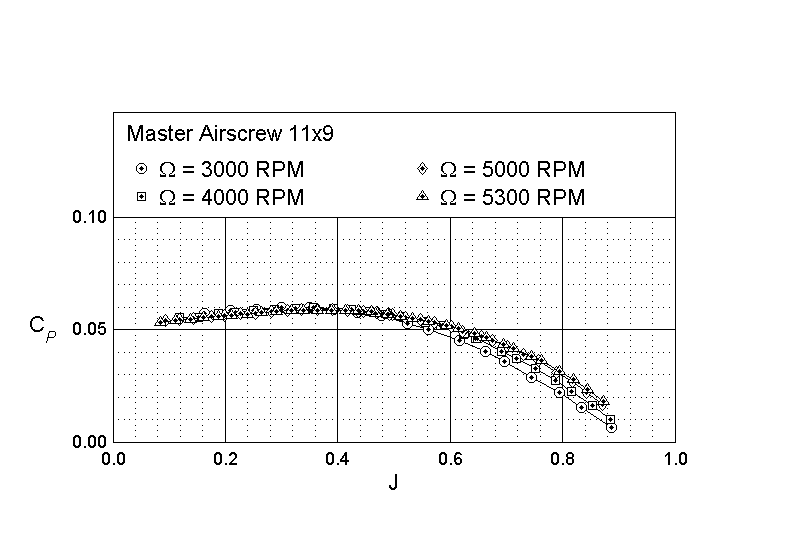 Master Airscrew 11x9
Ω = 3000 RPM Ω = 5000 RPM
Ω = 4000 RPM Ω = 5300 RPM
0.10
C_P 0.05
0.00
0.0 0.2 0.4 0.6 0.8 1.0
J